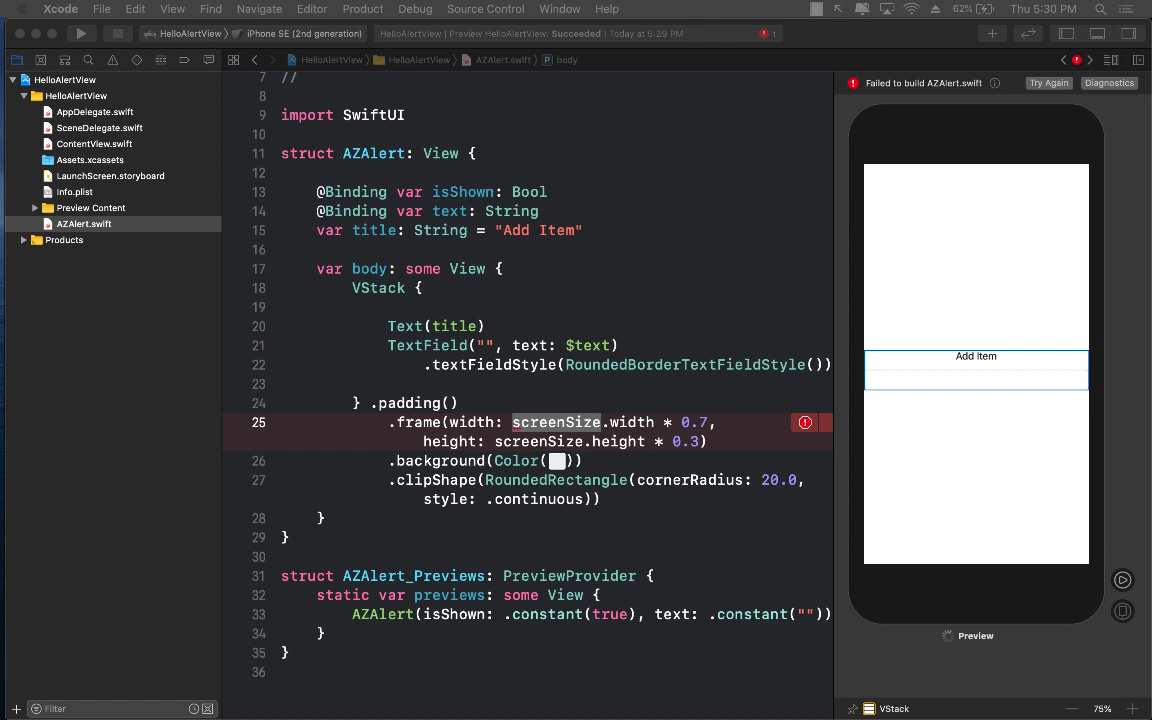 Xcode File Edit View Find Navigate Editor Product Debug Source Control Window Help 62% Thu 5:30 PM
HelloAlertView iPhone SE (2nd generation) HelloAlertView | Preview HelloAlertView: Succeeded | Today at 5:29 PM 1
HelloAlertView HelloAlertView AZAlert.swift P body
HelloAlertView
HelloAlertView
AppDelegate.swift
SceneDelegate.swift
ContentView.swift
Assets.xcassets
LaunchScreen.storyboard
Info.plist
Preview Content
AZAlert.swift
Products
Filter
7 //
8
9 import SwiftUI
10
11 struct AZAlert: View {
12
13 @Binding var isShown: Bool
14 @Binding var text: String
15 var title: String = "Add Item"
16
17 var body: some View {
18 VStack {
19
20 Text(title)
21 TextField("", text: $text)
22 .textFieldStyle(RoundedBorderTextFieldStyle())
23
24 } .padding()
25 .frame(width: screenSize.width * 0.7,
height: screenSize.height * 0.3)
26 .background(Color( ))
27 .clipShape(RoundedRectangle(cornerRadius: 20.0,
style: .continuous))
28 }
29 }
30
31 struct AZAlert_Previews: PreviewProvider {
32 static var previews: some View {
33 AZAlert(isShown: .constant(true), text: .constant(""))
34 }
35 }
36
Failed to build AZAlert.swift Try Again Diagnostics
Add Item
Preview
VStack 75%